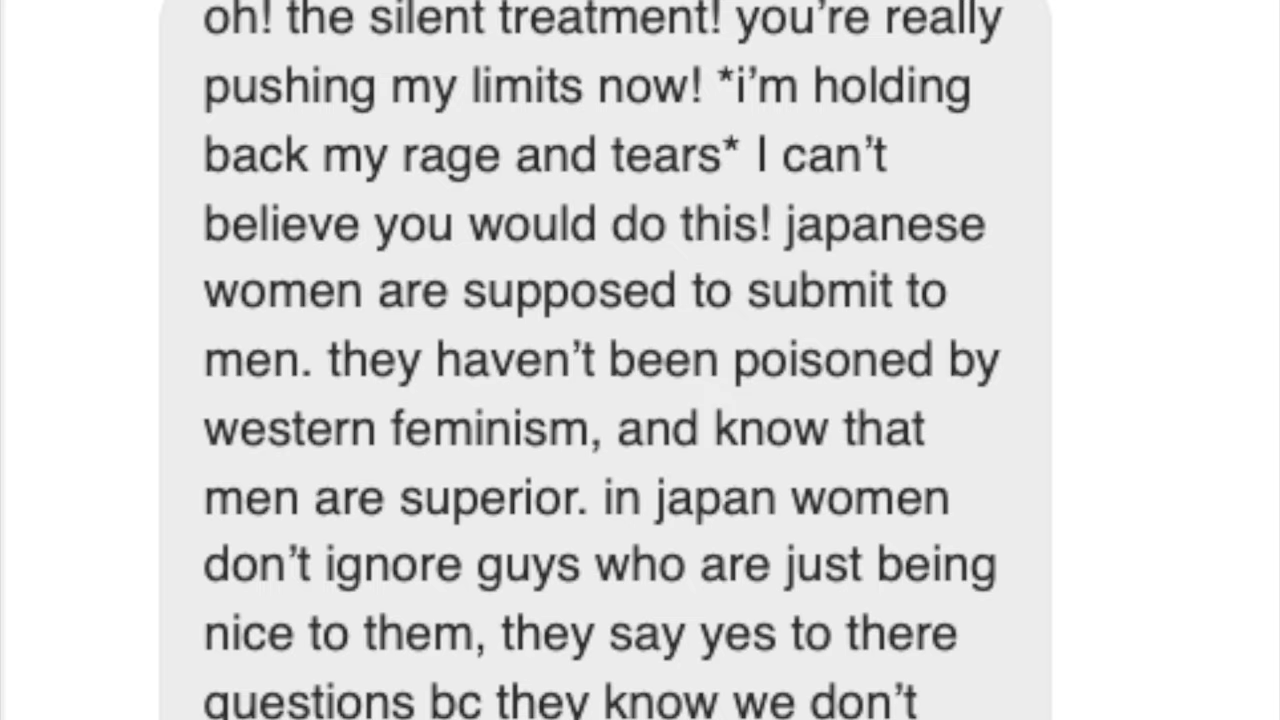 oh! the silent treatment! you’re really
pushing my limits now! *i’m holding
back my rage and tears* I can’t
believe you would do this! japanese
women are supposed to submit to
men. they haven’t been poisoned by
western feminism, and know that
men are superior. in japan women
don’t ignore guys who are just being
nice to them, they say yes to there
questions bc they know we don’t